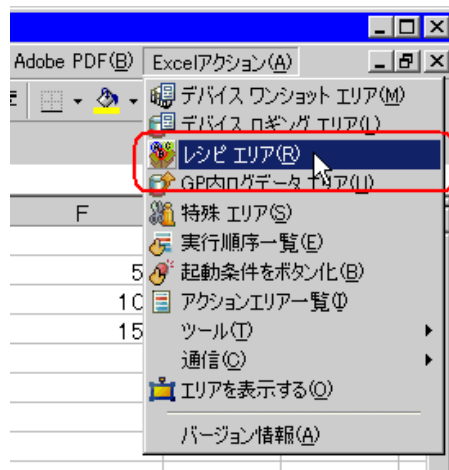 Adobe PDF(B) Excelアクション(A)
デバイス ワンショット エリア(M)
デバイス ロギング エリア(L)
レシピ エリア(R)
GP内ログデータ エリア(U)
F
特殊 エリア(S)
実行順序一覧(E)
5
起動条件をボタン化(B)
10
アクションエリア一覧(I)
15
ツール(T)
通信(C)
エリアを表示する(O)
バージョン情報(A)